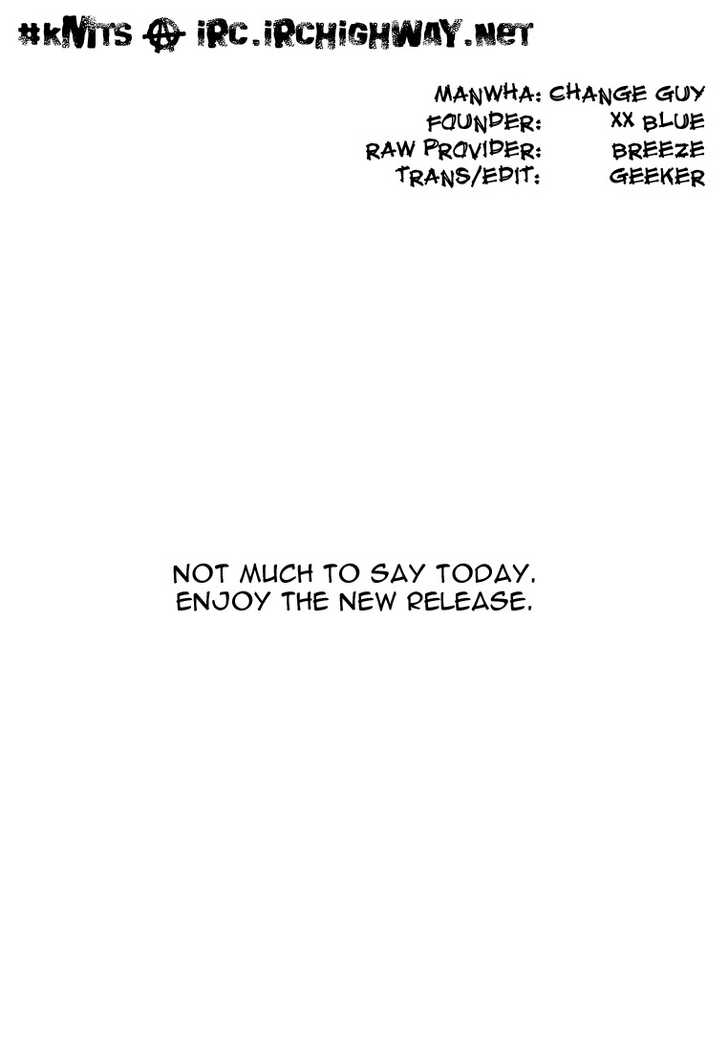 #kMTS @ iRC.iRCHiGHWAY.NET
MANWHA: CHANGE GUY
FOUNDER: XX BLUE
RAW PROVIDER: BREEZE
TRANS/EDIT: GEEKER
NOT MUCH TO SAY TODAY.
ENJOY THE NEW RELEASE.